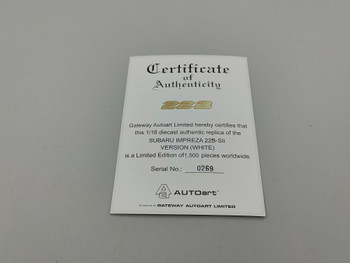 Certificate
of
Authenticity
22B
Gateway Autoart Limited hereby certifies that
this 1/18 diecast authentic replica of the
SUBARU IMPREZA 22B-Sti
VERSION (WHITE)
is a Limited Edition of 1,500 pieces worldwide.
Serial No.: 0269
AUTOart
GATEWAY AUTOART LIMITED